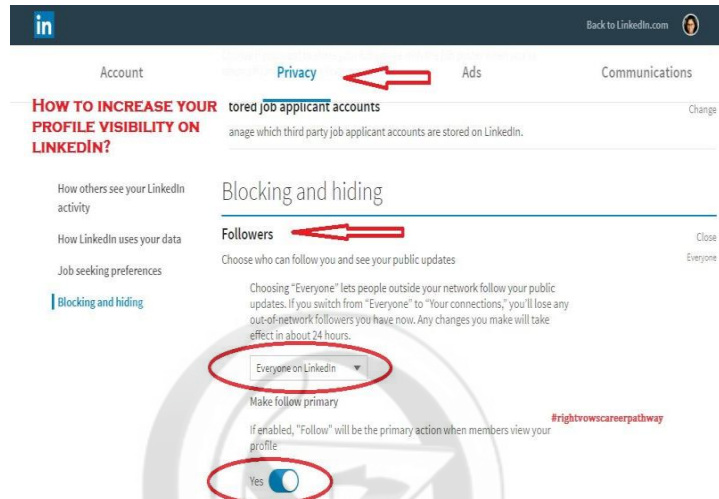 in
Back to LinkedIn.com
Account Privacy Ads Communications
HOW TO INCREASE YOUR
PROFILE VISIBILITY ON
LINKEDIN?
tored job applicant accounts
Change
anage which third party job applicant accounts are stored on LinkedIn.
How others see your LinkedIn
activity
How LinkedIn uses your data
Job seeking preferences
Blocking and hiding
Blocking and hiding
Followers
Close
Choose who can follow you and see your public updates
Everyone
Choosing “Everyone” lets people outside your network follow your public
updates. If you switch from “Everyone” to “Your connections,” you'll lose any
out-of-network followers you have now. Any changes you make will take
effect in about 24 hours.
Everyone on LinkedIn
Make follow primary
#rightvowscareerpathway
If enabled, "Follow" will be the primary action when members view your
profile
Yes